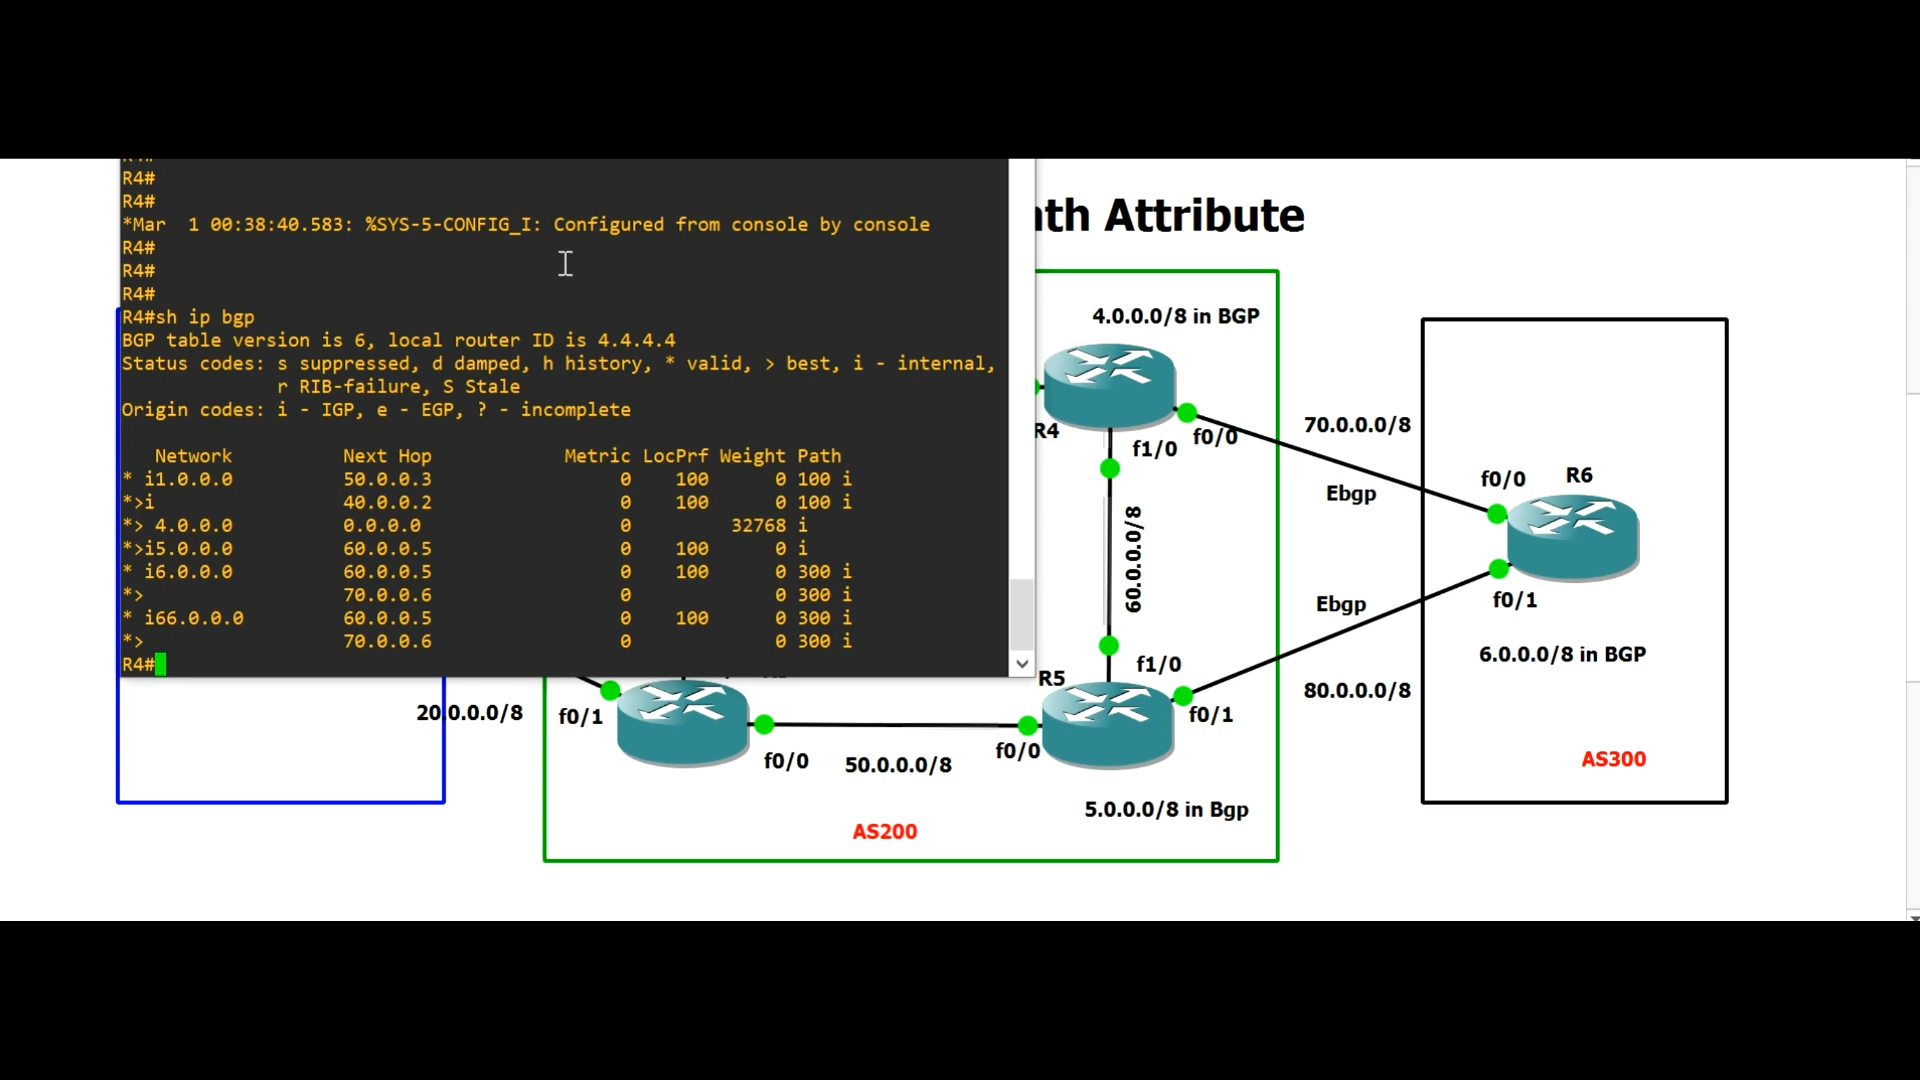 R4#
R4#
*Mar  1 00:38:40.583: %SYS-5-CONFIG_I: Configured from console by console
R4#
R4#
R4#
R4#sh ip bgp
BGP table version is 6, local router ID is 4.4.4.4
Status codes: s suppressed, d damped, h history, * valid, > best, i - internal,
              r RIB-failure, S Stale
Origin codes: i - IGP, e - EGP, ? - incomplete
   Network          Next Hop            Metric LocPrf Weight Path
* i1.0.0.0          50.0.0.3                 0    100      0 100 i
*>i                 40.0.0.2                 0    100      0 100 i
*> 4.0.0.0          0.0.0.0                  0         32768 i
*>i5.0.0.0          60.0.0.5                 0    100      0 i
* i6.0.0.0          60.0.0.5                 0    100      0 300 i
*>                  70.0.0.6                 0             0 300 i
* i66.0.0.0         60.0.0.5                 0    100      0 300 i
*>                  70.0.0.6                 0             0 300 i
R4#
th Attribute
4.0.0.0/8 in BGP
R4
f1/0
f0/0
70.0.0.0/8
Ebgp
f0/0
R6
60.0.0.0/8
Ebgp
f0/1
6.0.0.0/8 in BGP
R5
f1/0
80.0.0.0/8
f0/1
AS300
20.0.0.0/8
f0/1
f0/0
50.0.0.0/8
f0/0
5.0.0.0/8 in Bgp
AS200